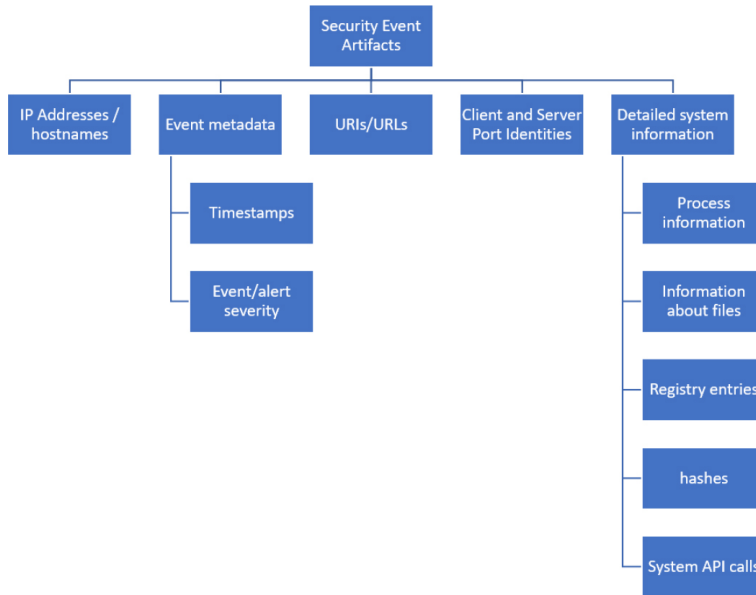 Security Event
Artifacts
IP Addresses /
hostnames
Event metadata
URIs/URLs
Client and Server
Port Identities
Detailed system
information
Timestamps
Event/alert
severity
Process
information
Information
about files
Registry entries
hashes
System API calls